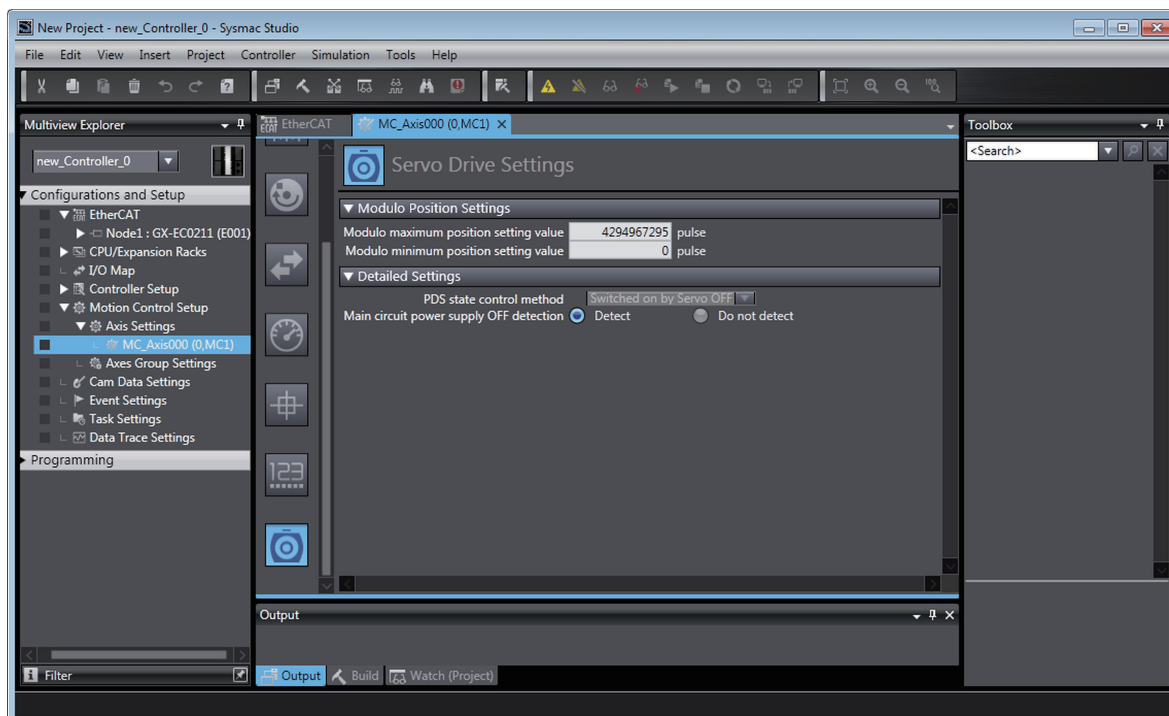 New Project - new_Controller_0 - Sysmac Studio
File Edit View Insert Project Controller Simulation Tools Help
Multiview Explorer
new_Controller_0
Configurations and Setup
EtherCAT
Node1 : GX-EC0211 (E001)
CPU/Expansion Racks
I/O Map
Controller Setup
Motion Control Setup
Axis Settings
MC_Axis000 (0,MC1)
Axes Group Settings
Cam Data Settings
Event Settings
Task Settings
Data Trace Settings
Programming
Filter
EtherCAT MC_Axis000 (0,MC1)
123
Servo Drive Settings
Modulo Position Settings
Modulo maximum position setting value 4294967295 pulse
Modulo minimum position setting value 0 pulse
Detailed Settings
PDS state control method Switched on by Servo OFF
Main circuit power supply OFF detection Detect Do not detect
Output
Output Build Watch (Project)
Toolbox
<Search>